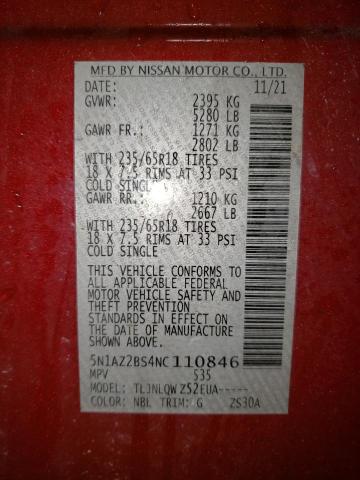 MFD BY NISSAN MOTOR CO., LTD.
DATE: 11/21
GVWR: 2395 KG
5280 LB
GAWR FR.: 1271 KG
2802 LB
WITH 235/65R18 TIRES
18 X 7.5 RIMS AT 33 PSI
COLD SINGLE
GAWR RR.: 1210 KG
2667 LB
WITH 235/65R18 TIRES
18 X 7.5 RIMS AT 33 PSI
COLD SINGLE
THIS VEHICLE CONFORMS TO
ALL APPLICABLE FEDERAL
MOTOR VEHICLE SAFETY AND
THEFT PREVENTION
STANDARDS IN EFFECT ON
DATE OF MANUFACTURE
SHOWN ABOVE.
5N1AZ2BS4NC110846
MPV 535
MODEL: TLJNLQW Z52EUA-----
COLOR: NBL TRIM: G ZS30A